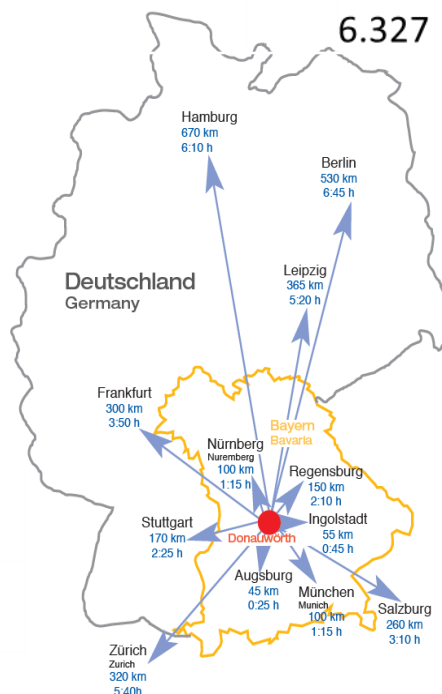 6.327
Hamburg
670 km
6:10 h
Berlin
530 km
6:45 h
Leipzig
365 km
5:20 h
Deutschland
Germany
Frankfurt
300 km
3:50 h
Bayern
Bavaria
Nürnberg
Nuremberg
100 km
1:15 h
Regensburg
150 km
2:10 h
Stuttgart
170 km
2:25 h
Donauwörth
Ingolstadt
55 km
0:45 h
Augsburg
45 km
0:25 h
München
Munich
100 km
1:15 h
Salzburg
260 km
3:10 h
Zürich
Zurich
320 km
5:40h